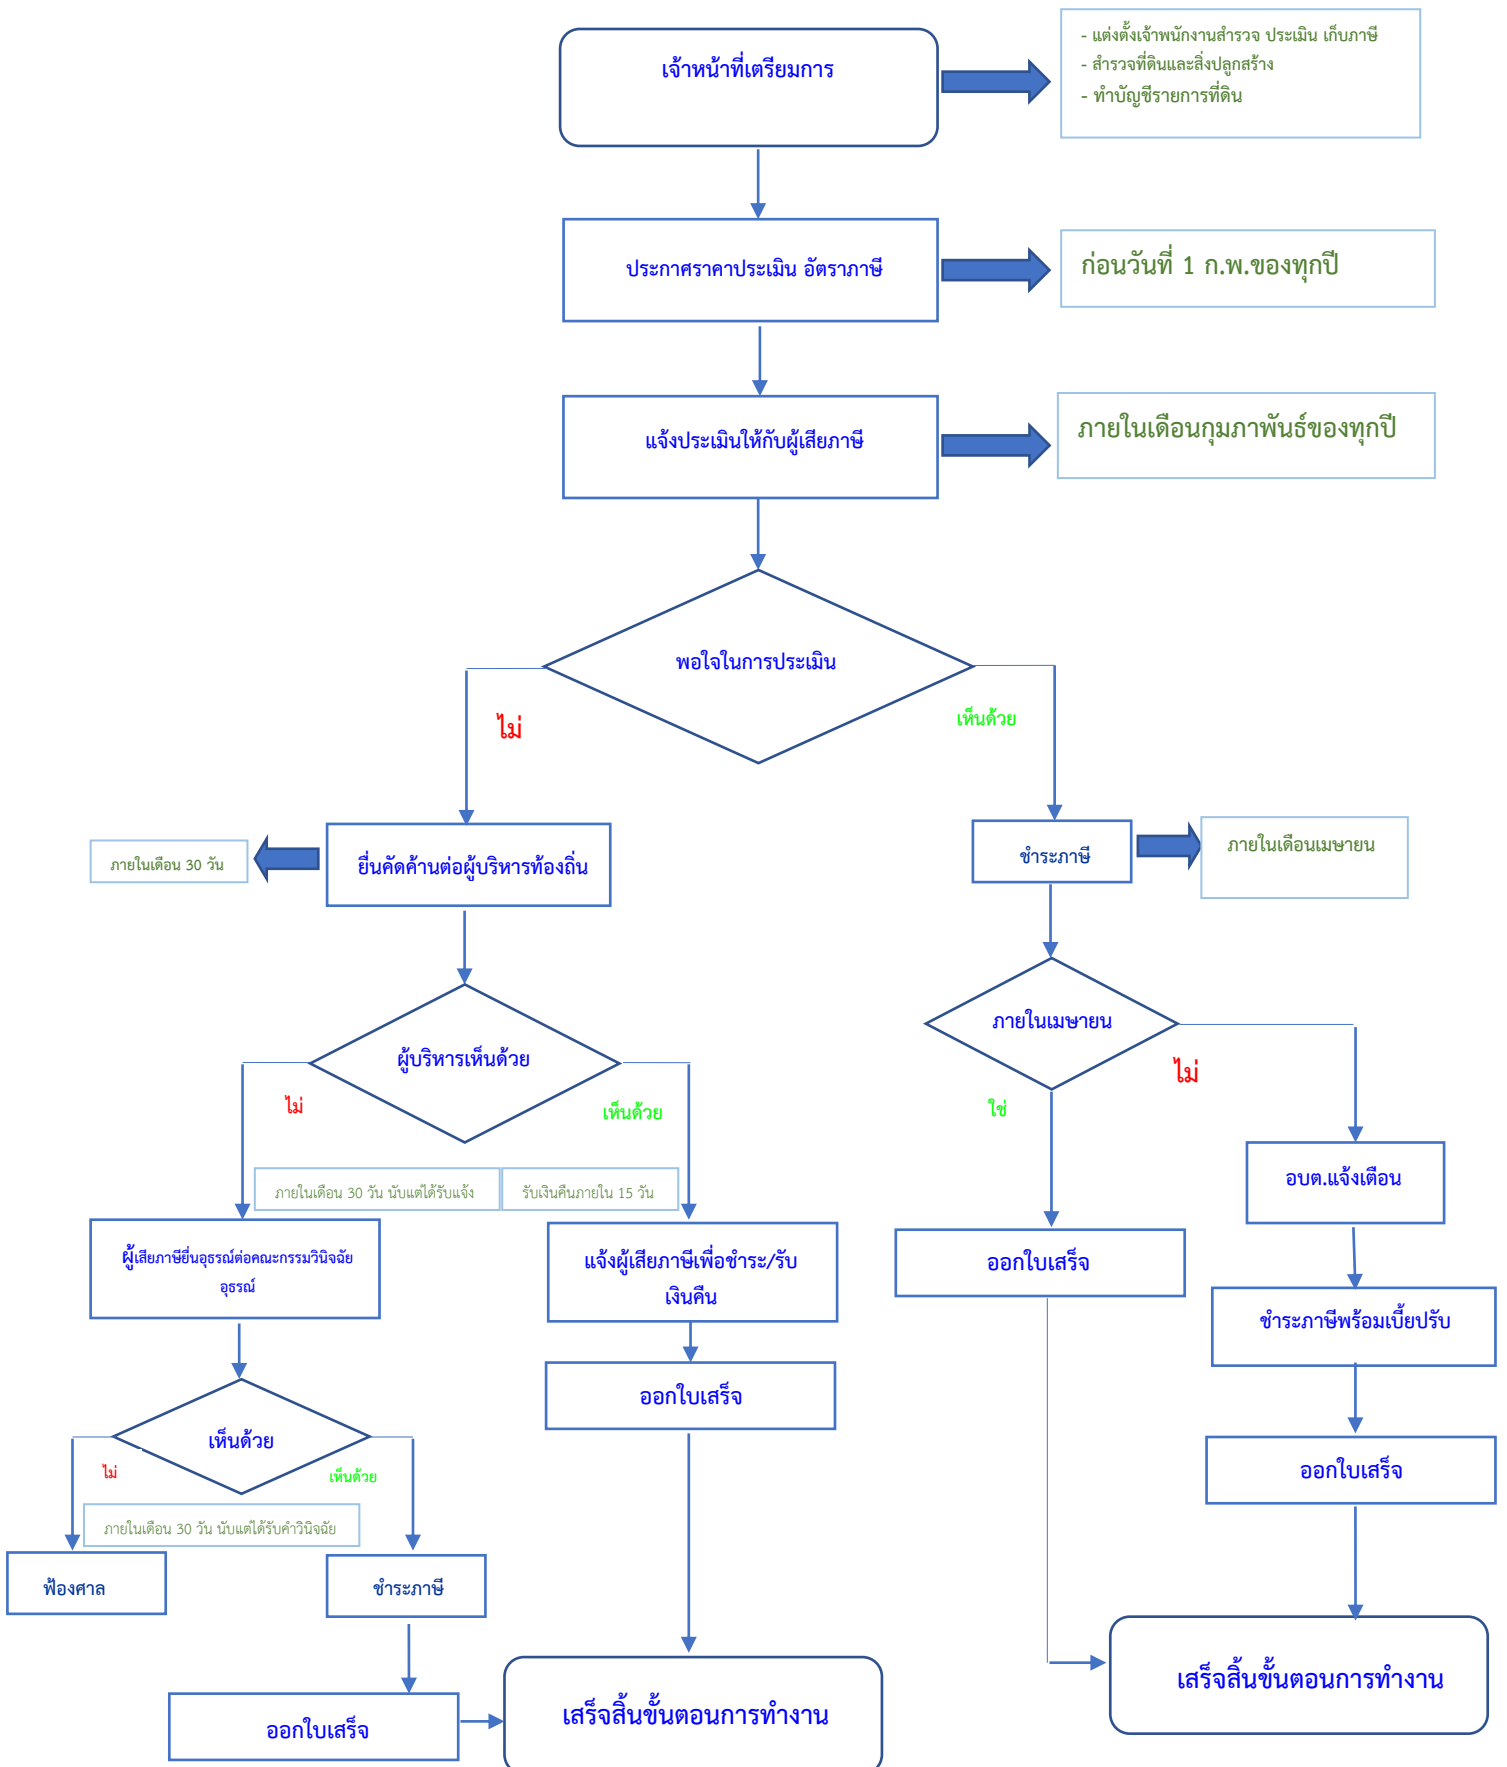 เจ้าหน้าที่เตรียมการ
- แต่งตั้งเจ้าพนักงานสำรวจ ประเมิน เก็บภาษี
- สำรวจที่ดินและสิ่งปลูกสร้าง
- ทำบัญชีรายการที่ดิน
ประกาศราคาประเมิน อัตราภาษี
ก่อนวันที่ 1 ก.พ.ของทุกปี
แจ้งประเมินให้กับผู้เสียภาษี
ภายในเดือนกุมภาพันธ์ของทุกปี
พอใจในการประเมิน
ไม่
เห็นด้วย
ภายในเดือน 30 วัน
ยื่นคัดค้านต่อผู้บริหารท้องถิ่น
ชำระภาษี
ภายในเดือนเมษายน
ผู้บริหารเห็นด้วย
ภายในเมษายน
ไม่
เห็นด้วย
ใช่
ไม่
ภายในเดือน 30 วัน นับแต่ได้รับแจ้ง
รับเงินคืนภายใน 15 วัน
อบต.แจ้งเตือน
ผู้เสียภาษียื่นอุธรณ์ต่อคณะกรรมวินิจฉัย
อุธรณ์
แจ้งผู้เสียภาษีเพื่อชำระ/รับ
เงินคืน
ออกใบเสร็จ
ชำระภาษีพร้อมเบี้ยปรับ
ออกใบเสร็จ
เห็นด้วย
ไม่
เห็นด้วย
ออกใบเสร็จ
ภายในเดือน 30 วัน นับแต่ได้รับคำวินิจฉัย
ฟ้องศาล
ชำระภาษี
ออกใบเสร็จ
เสร็จสิ้นขั้นตอนการทำงาน
เสร็จสิ้นขั้นตอนการทำงาน